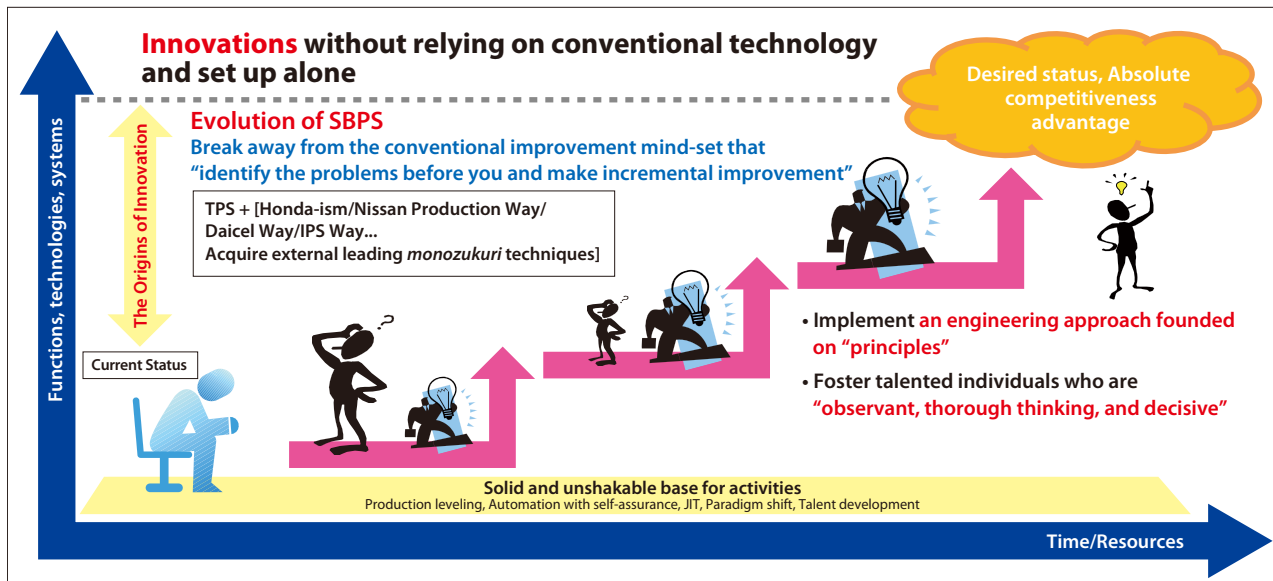 Innovations without relying on conventional technology
and set up alone
Desired status, Absolute
competitiveness
advantage
Functions, technologies, systems
The Origins of Innovation
Evolution of SBPS
Break away from the conventional improvement mind-set that
“identify the problems before you and make incremental improvement”
TPS + [Honda-ism/Nissan Production Way/
Daicel Way/IPS Way...
Acquire external leading monozukuri techniques]
Current Status
?
?
• Implement an engineering approach founded
on “principles”
• Foster talented individuals who are
“observant, thorough thinking, and decisive”
Solid and unshakable base for activities
Production leveling, Automation with self-assurance, JIT, Paradigm shift, Talent development
Time/Resources